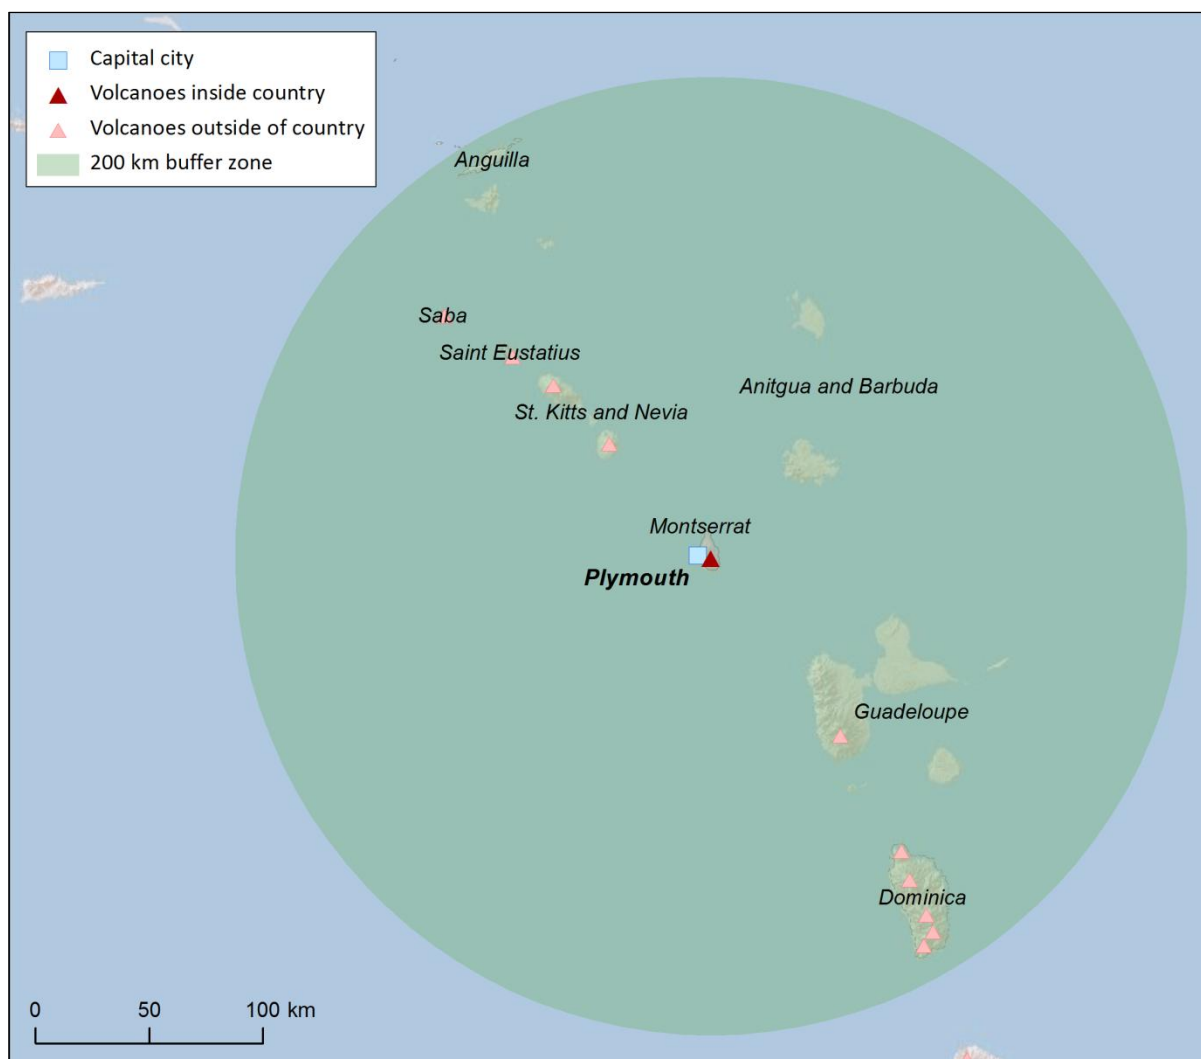 Capital city
Volcanoes inside country
Volcanoes outside of country
200 km buffer zone
Anguilla
Saba
Saint Eustatius
Anitgua and Barbuda
St. Kitts and Nevia
Montserrat
Plymouth
Guadeloupe
Dominica
0 50 100 km